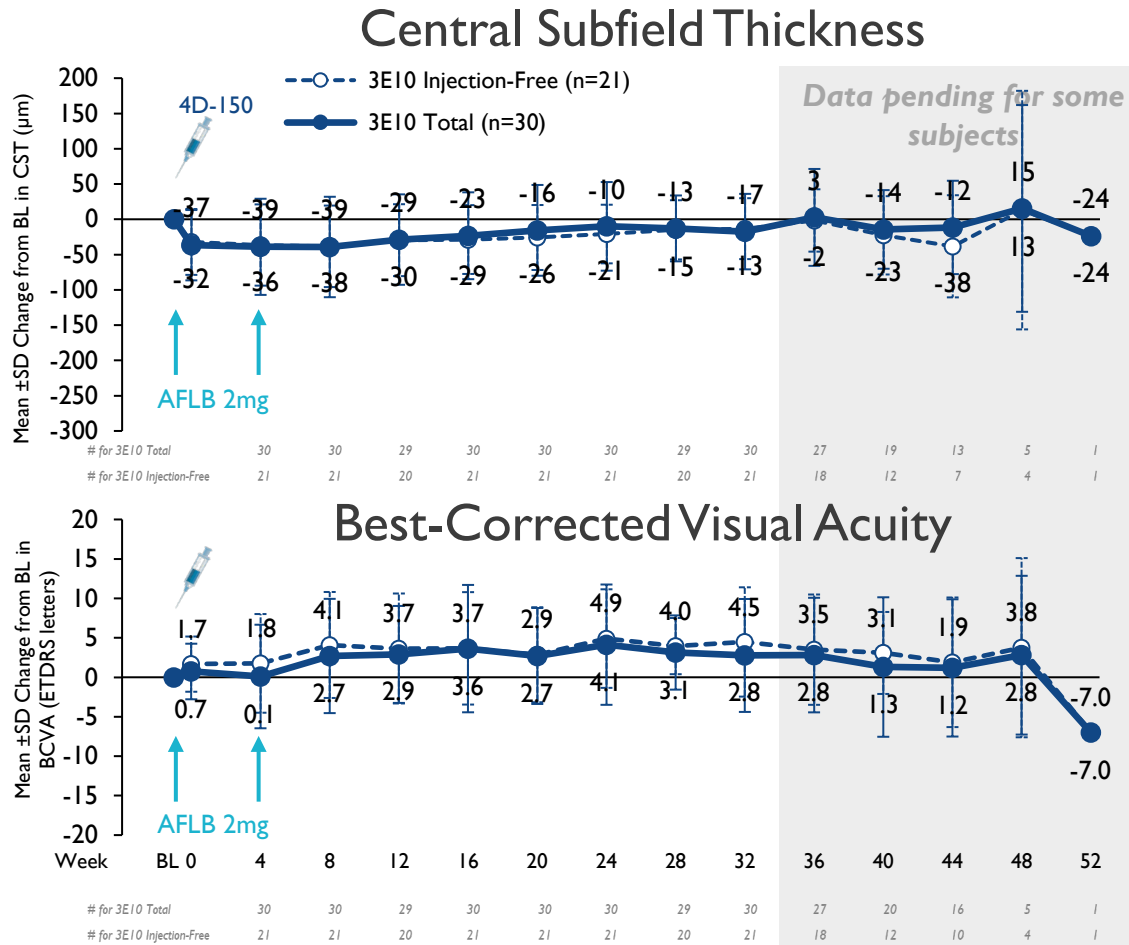 Central Subfield Thickness
Mean ±SD Change from BL in CST (µm)
200
150
100
50
0
-50
-100
-150
-200
-250
-300
3E10 Injection-Free (n=21)
3E10 Total (n=30)
4D-150
Data pending for some
subjects
-37 -39 -39 -29 -23 -16 -10 -13 -17 3 -14 -12 15 -24
-32 -36 -38 -30 -29 -26 -21 -15 -13 -2 -23 -38 13 -24
AFLB 2mg
# for 3E10 Total 30 30 29 30 30 30 29 30 27 19 13 5 1
# for 3E10 Injection-Free 21 21 20 21 21 21 20 21 18 12 7 4 1
Best-Corrected Visual Acuity
Mean ±SD Change from BL in
BCVA (ETDRS letters)
20
15
10
5
0
-5
-10
-15
-20
1.7 1.8 4.1 3.7 3.7 2.9 4.9 4.0 4.5 3.5 3.1 1.9 3.8 -7.0
0.7 0.1 2.7 2.9 3.6 2.7 4.1 3.1 2.8 2.8 1.3 1.2 2.8 -7.0
AFLB 2mg
Week BL 0 4 8 12 16 20 24 28 32 36 40 44 48 52
# for 3E10 Total 30 30 29 30 30 30 29 30 27 20 16 5 1
# for 3E10 Injection-Free 21 21 20 21 21 21 20 21 18 12 10 4 1